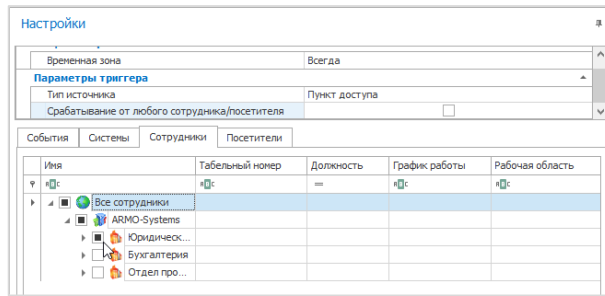 Настройки
Временная зона Всегда
Параметры триггера
Тип источника Пункт доступа
Срабатывание от любого сотрудника/посетителя
События Системы Сотрудники Посетители
Имя Табельный номер Должность График работы Рабочая область
Все сотрудники
ARMO-Systems
Юридическ...
Бухгалтерия
Отдел про...